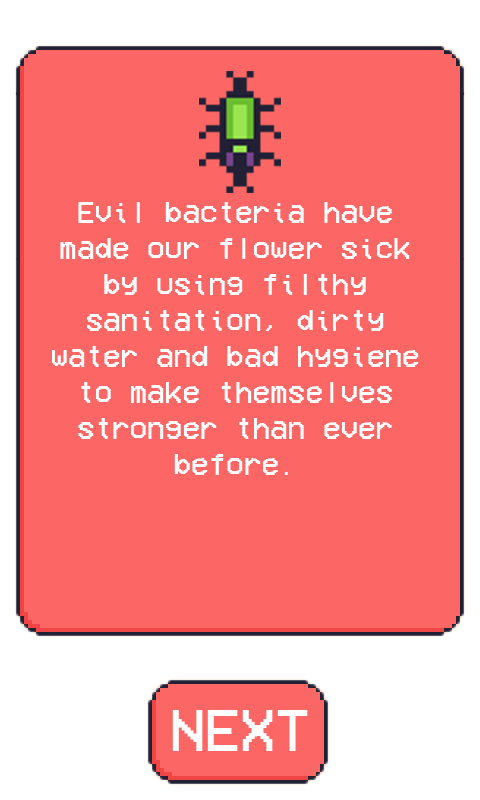 Evil bacteria have
made our flower sick
by using filthy
sanitation, dirty
water and bad hygiene
to make themselves
stronger than ever
before.
NEXT